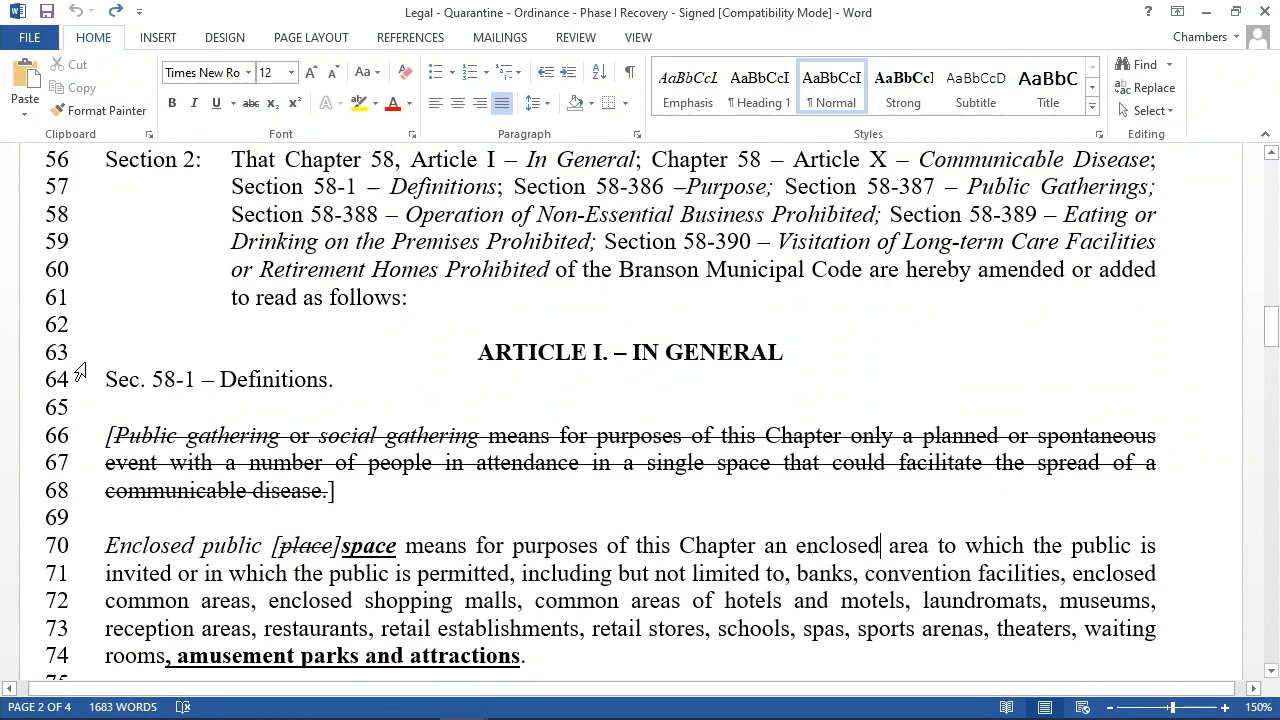 Legal - Quarantine - Ordinance - Phase I Recovery - Signed [Compatibility Mode] - Word
FILE HOME INSERT DESIGN PAGE LAYOUT REFERENCES MAILINGS REVIEW VIEW Chambers
Paste Cut Copy Format Painter
Times New Ro 12
Aa
B I U abc x₂ x²
AaBbCcI AaBbCcI AaBbCcI AaBbCcI AaBbCcD AaBbC
Emphasis ¶ Heading 1 ¶ Normal Strong Subtitle Title
Find Replace Select
Clipboard Font Paragraph Styles Editing
56 Section 2: That Chapter 58, Article I – In General; Chapter 58 – Article X – Communicable Disease;
57 Section 58-1 – Definitions; Section 58-386 –Purpose; Section 58-387 – Public Gatherings;
58 Section 58-388 – Operation of Non-Essential Business Prohibited; Section 58-389 – Eating or
59 Drinking on the Premises Prohibited; Section 58-390 – Visitation of Long-term Care Facilities
60 or Retirement Homes Prohibited of the Branson Municipal Code are hereby amended or added
61 to read as follows:
62
63 ARTICLE I. – IN GENERAL
64 Sec. 58-1 – Definitions.
65
66 [Public gathering or social gathering means for purposes of this Chapter only a planned or spontaneous
67 event with a number of people in attendance in a single space that could facilitate the spread of a
68 communicable disease.]
69
70 Enclosed public [place]space means for purposes of this Chapter an enclosed area to which the public is
71 invited or in which the public is permitted, including but not limited to, banks, convention facilities, enclosed
72 common areas, enclosed shopping malls, common areas of hotels and motels, laundromats, museums,
73 reception areas, restaurants, retail establishments, retail stores, schools, spas, sports arenas, theaters, waiting
74 rooms, amusement parks and attractions.
PAGE 2 OF 4 1683 WORDS 150%